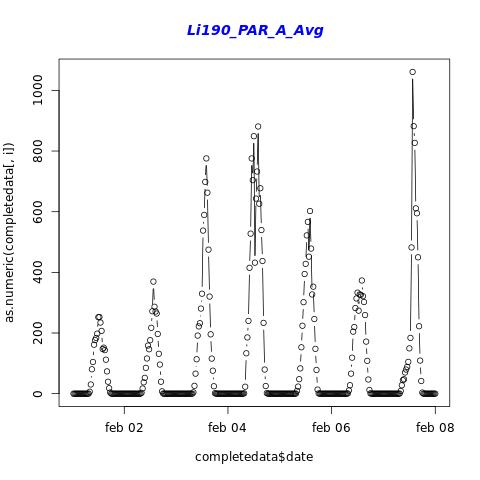 Li190_PAR_A_Avg
as.numeric(completedata[, i])
1000
800
600
400
200
0
feb 02 feb 04 feb 06 feb 08
completedata$date